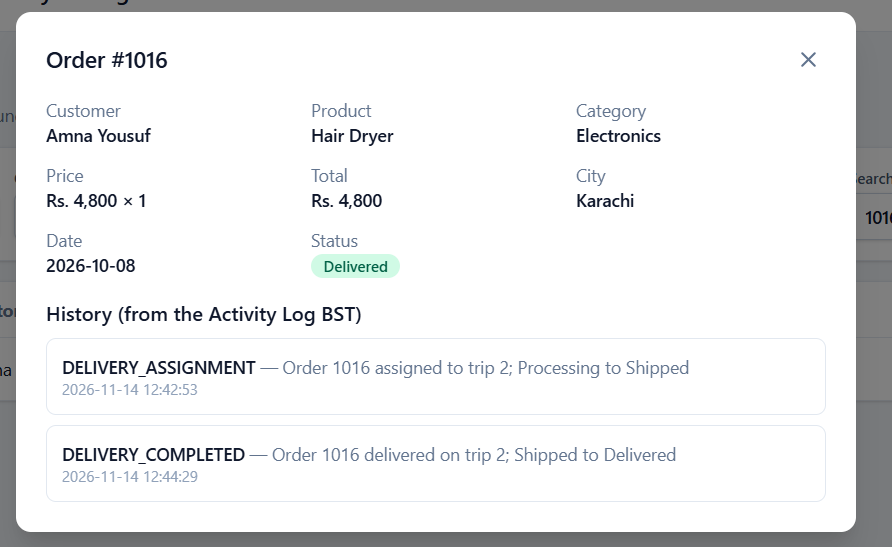 Order #1016
Customer Product Category
Amna Yousuf Hair Dryer Electronics
Price Total City
Rs. 4,800 × 1 Rs. 4,800 Karachi
Date Status
2026-10-08 Delivered
History (from the Activity Log BST)
DELIVERY_ASSIGNMENT — Order 1016 assigned to trip 2; Processing to Shipped
2026-11-14 12:42:53
DELIVERY_COMPLETED — Order 1016 delivered on trip 2; Shipped to Delivered
2026-11-14 12:44:29